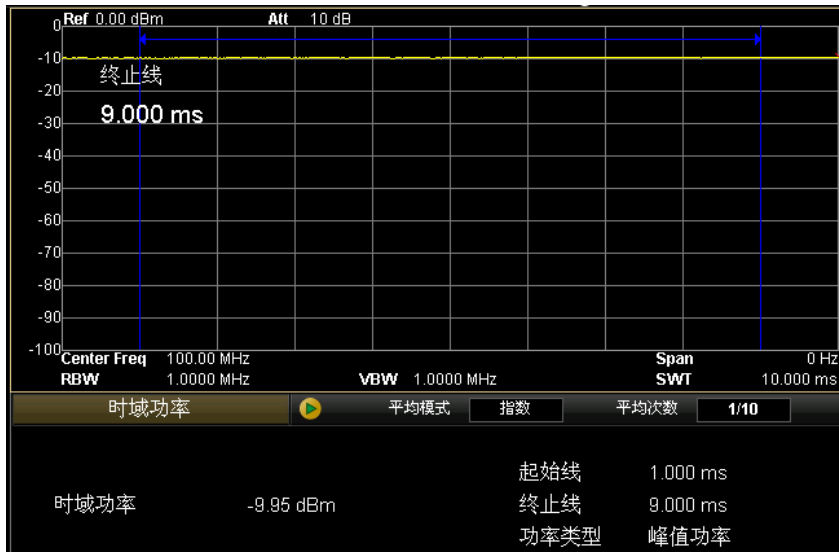 Ref 0.00 dBm Att 10 dB
0
-10
终止线
-20
9.000 ms
-30
-40
-50
-60
-70
-80
-90
-100
Center Freq 100.00 MHz Span 0 Hz
RBW 1.0000 MHz VBW 1.0000 MHz SWT 10.000 ms
时域功率 平均模式 指数 平均次数 1/10
起始线 1.000 ms
时域功率 -9.95 dBm 终止线 9.000 ms
功率类型 峰值功率